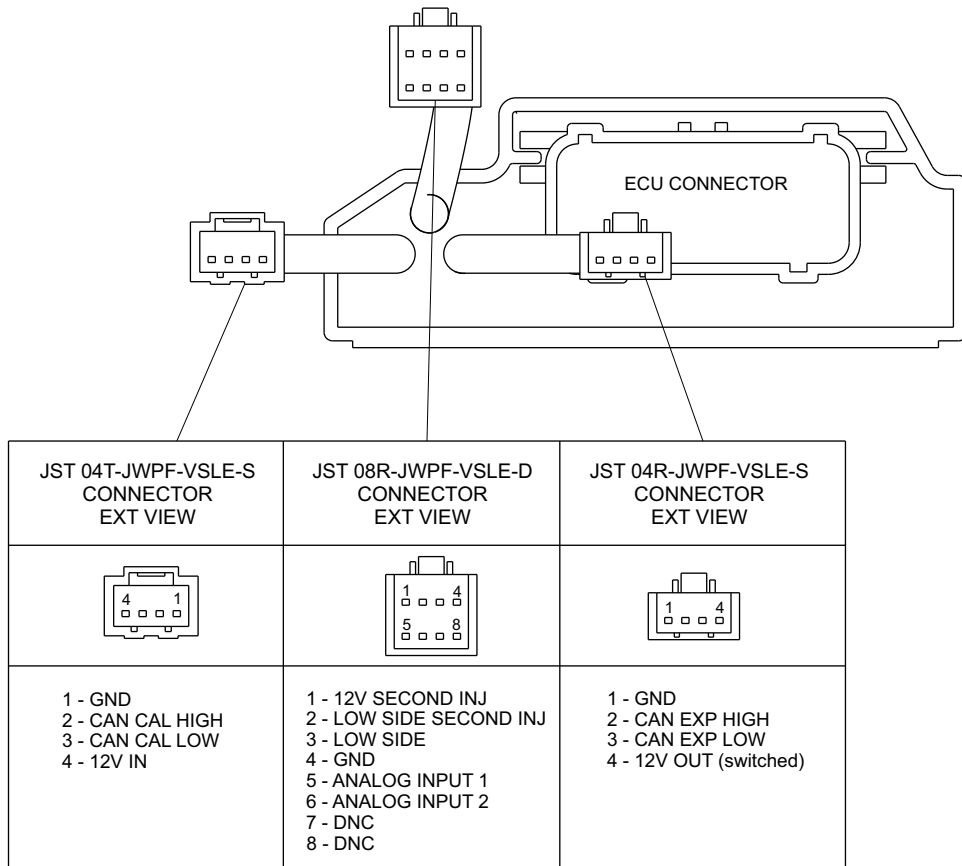 ECU CONNECTOR
JST 04T-JWPF-VSLE-S
CONNECTOR
EXT VIEW
JST 08R-JWPF-VSLE-D
CONNECTOR
EXT VIEW
JST 04R-JWPF-VSLE-S
CONNECTOR
EXT VIEW
4 1
1 4
5 8
1 4
1 - GND
2 - CAN CAL HIGH
3 - CAN CAL LOW
4 - 12V IN
1 - 12V SECOND INJ
2 - LOW SIDE SECOND INJ
3 - LOW SIDE
4 - GND
5 - ANALOG INPUT 1
6 - ANALOG INPUT 2
7 - DNC
8 - DNC
1 - GND
2 - CAN EXP HIGH
3 - CAN EXP LOW
4 - 12V OUT (switched)